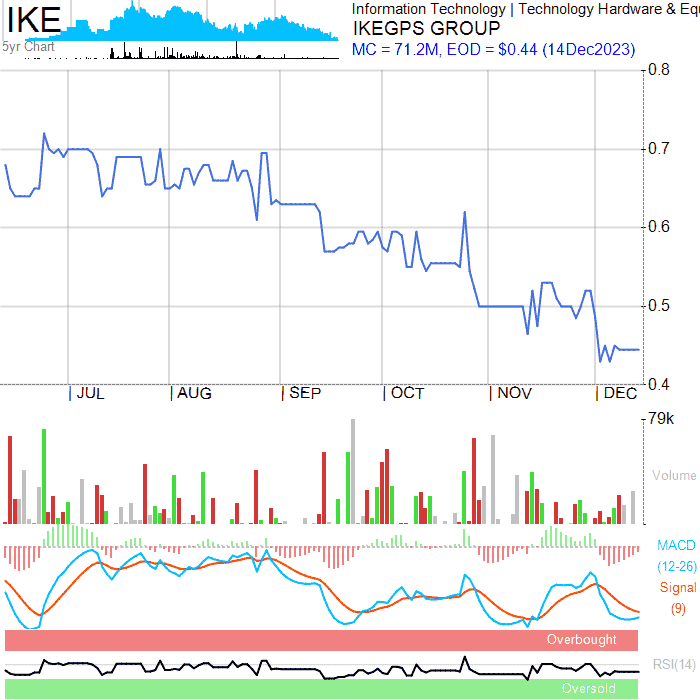 IKE
5yr Chart
Information Technology | Technology Hardware & Equ
IKEGPS GROUP
MC = 71.2M, EOD = $0.44 (14Dec2023)
0.8
0.7
0.6
0.5
0.4
| JUL | AUG | SEP | OCT | NOV | DEC
79k
Volume
MACD
(12-26)
Signal
(9)
Overbought
RSI(14)
Oversold